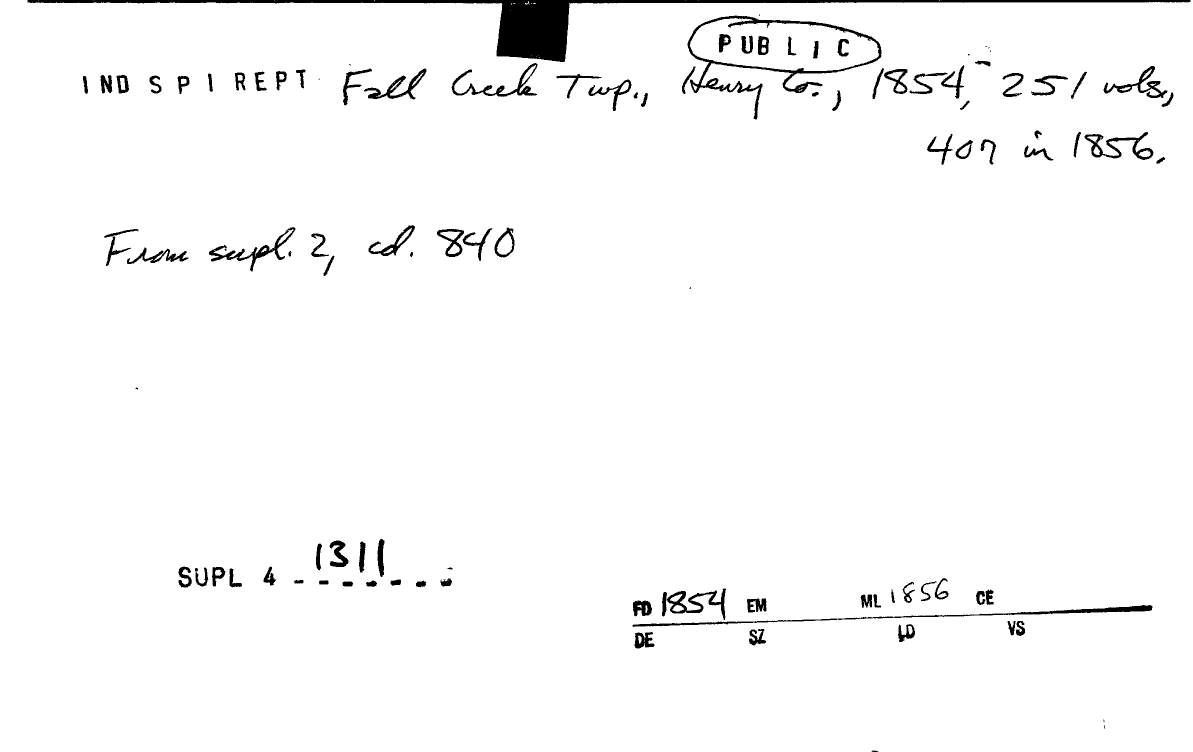 PUBLIC
IND S P I REPT Fall Creek Twp., Henry Co., 1854,- 251 vols.,
407 in 1856.
From supl. 2, cd. 840
SUPL 4 - 1311 - - - - - -
FD 1854 EM ML 1856 CE
DE SZ LD VS